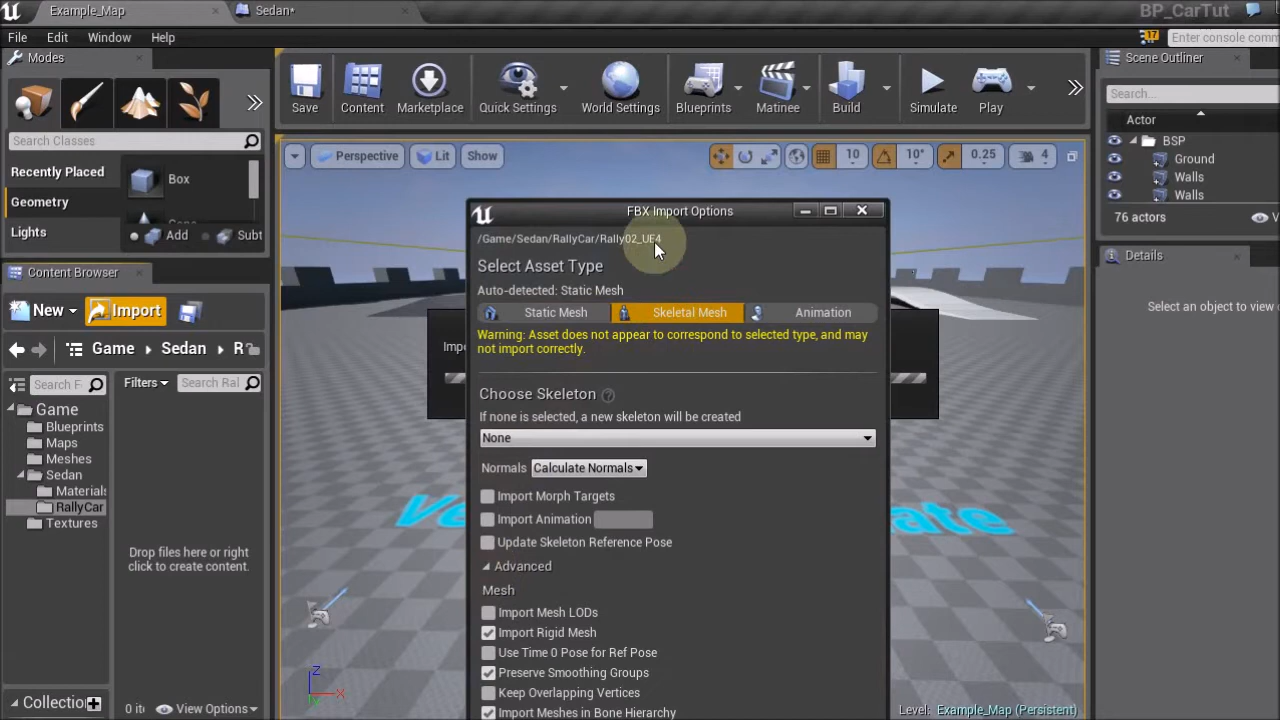 Example_Map
Sedan*
BP_CarTut
File Edit Window Help
17
Enter console comm
Modes
Save
Content
Marketplace
Quick Settings
World Settings
Blueprints
Matinee
Build
Simulate
Play
Scene Outliner
Search...
Actor
BSP
Ground
Walls
Walls
76 actors
View
Details
Select an object to view
Search Classes
Recently Placed
Geometry
Lights
Box
Add
Subt
Perspective
Lit
Show
10
10°
0.25
4
Content Browser
New
Import
Game
Sedan
R
Search F
Filters
Search Ral
Game
Blueprints
Maps
Meshes
Sedan
Materials
RallyCar
Textures
Drop files here or right
click to create content.
Collection
0 ite
View Options
Impo
FBX Import Options
/Game/Sedan/RallyCar/Rally02_UE4
Select Asset Type
Auto-detected: Static Mesh
Static Mesh
Skeletal Mesh
Animation
Warning: Asset does not appear to correspond to selected type, and may
not import correctly.
Choose Skeleton ?
If none is selected, a new skeleton will be created
None
Normals Calculate Normals
Import Morph Targets
Import Animation
Update Skeleton Reference Pose
Advanced
Mesh
Import Mesh LODs
Import Rigid Mesh
Use Time 0 Pose for Ref Pose
Preserve Smoothing Groups
Keep Overlapping Vertices
Import Meshes in Bone Hierarchy
Ve
ate
Z
X
Level: Example_Map (Persistent)